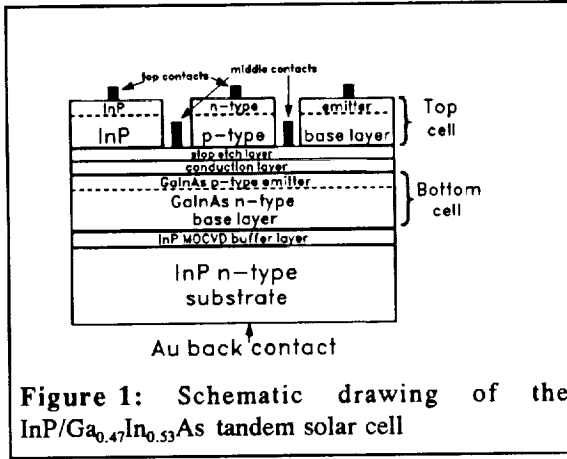 top contacts
middle contacts
InP n-type emitter
InP p-type base layer
Top cell
stop etch layer
conduction layer
GaInAs p-type emitter
GaInAs n-type
base layer
Bottom cell
InP MOCVD buffer layer
InP n-type
substrate
Au back contact
Figure 1: Schematic drawing of the
InP/Ga0.47In0.53As tandem solar cell